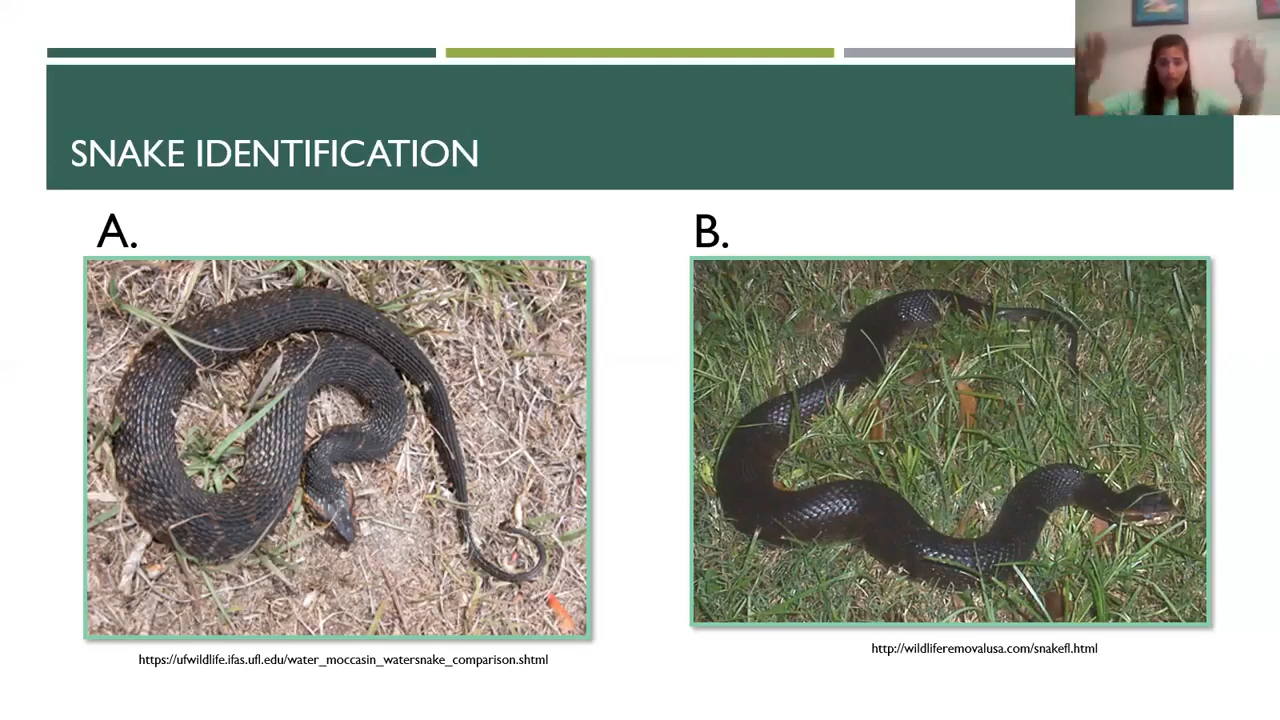 SNAKE IDENTIFICATION
A.
B.
https://ufwildlife.ifas.ufl.edu/water_moccasin_watersnake_comparison.shtml
http://wildliferemovalusa.com/snakefl.html